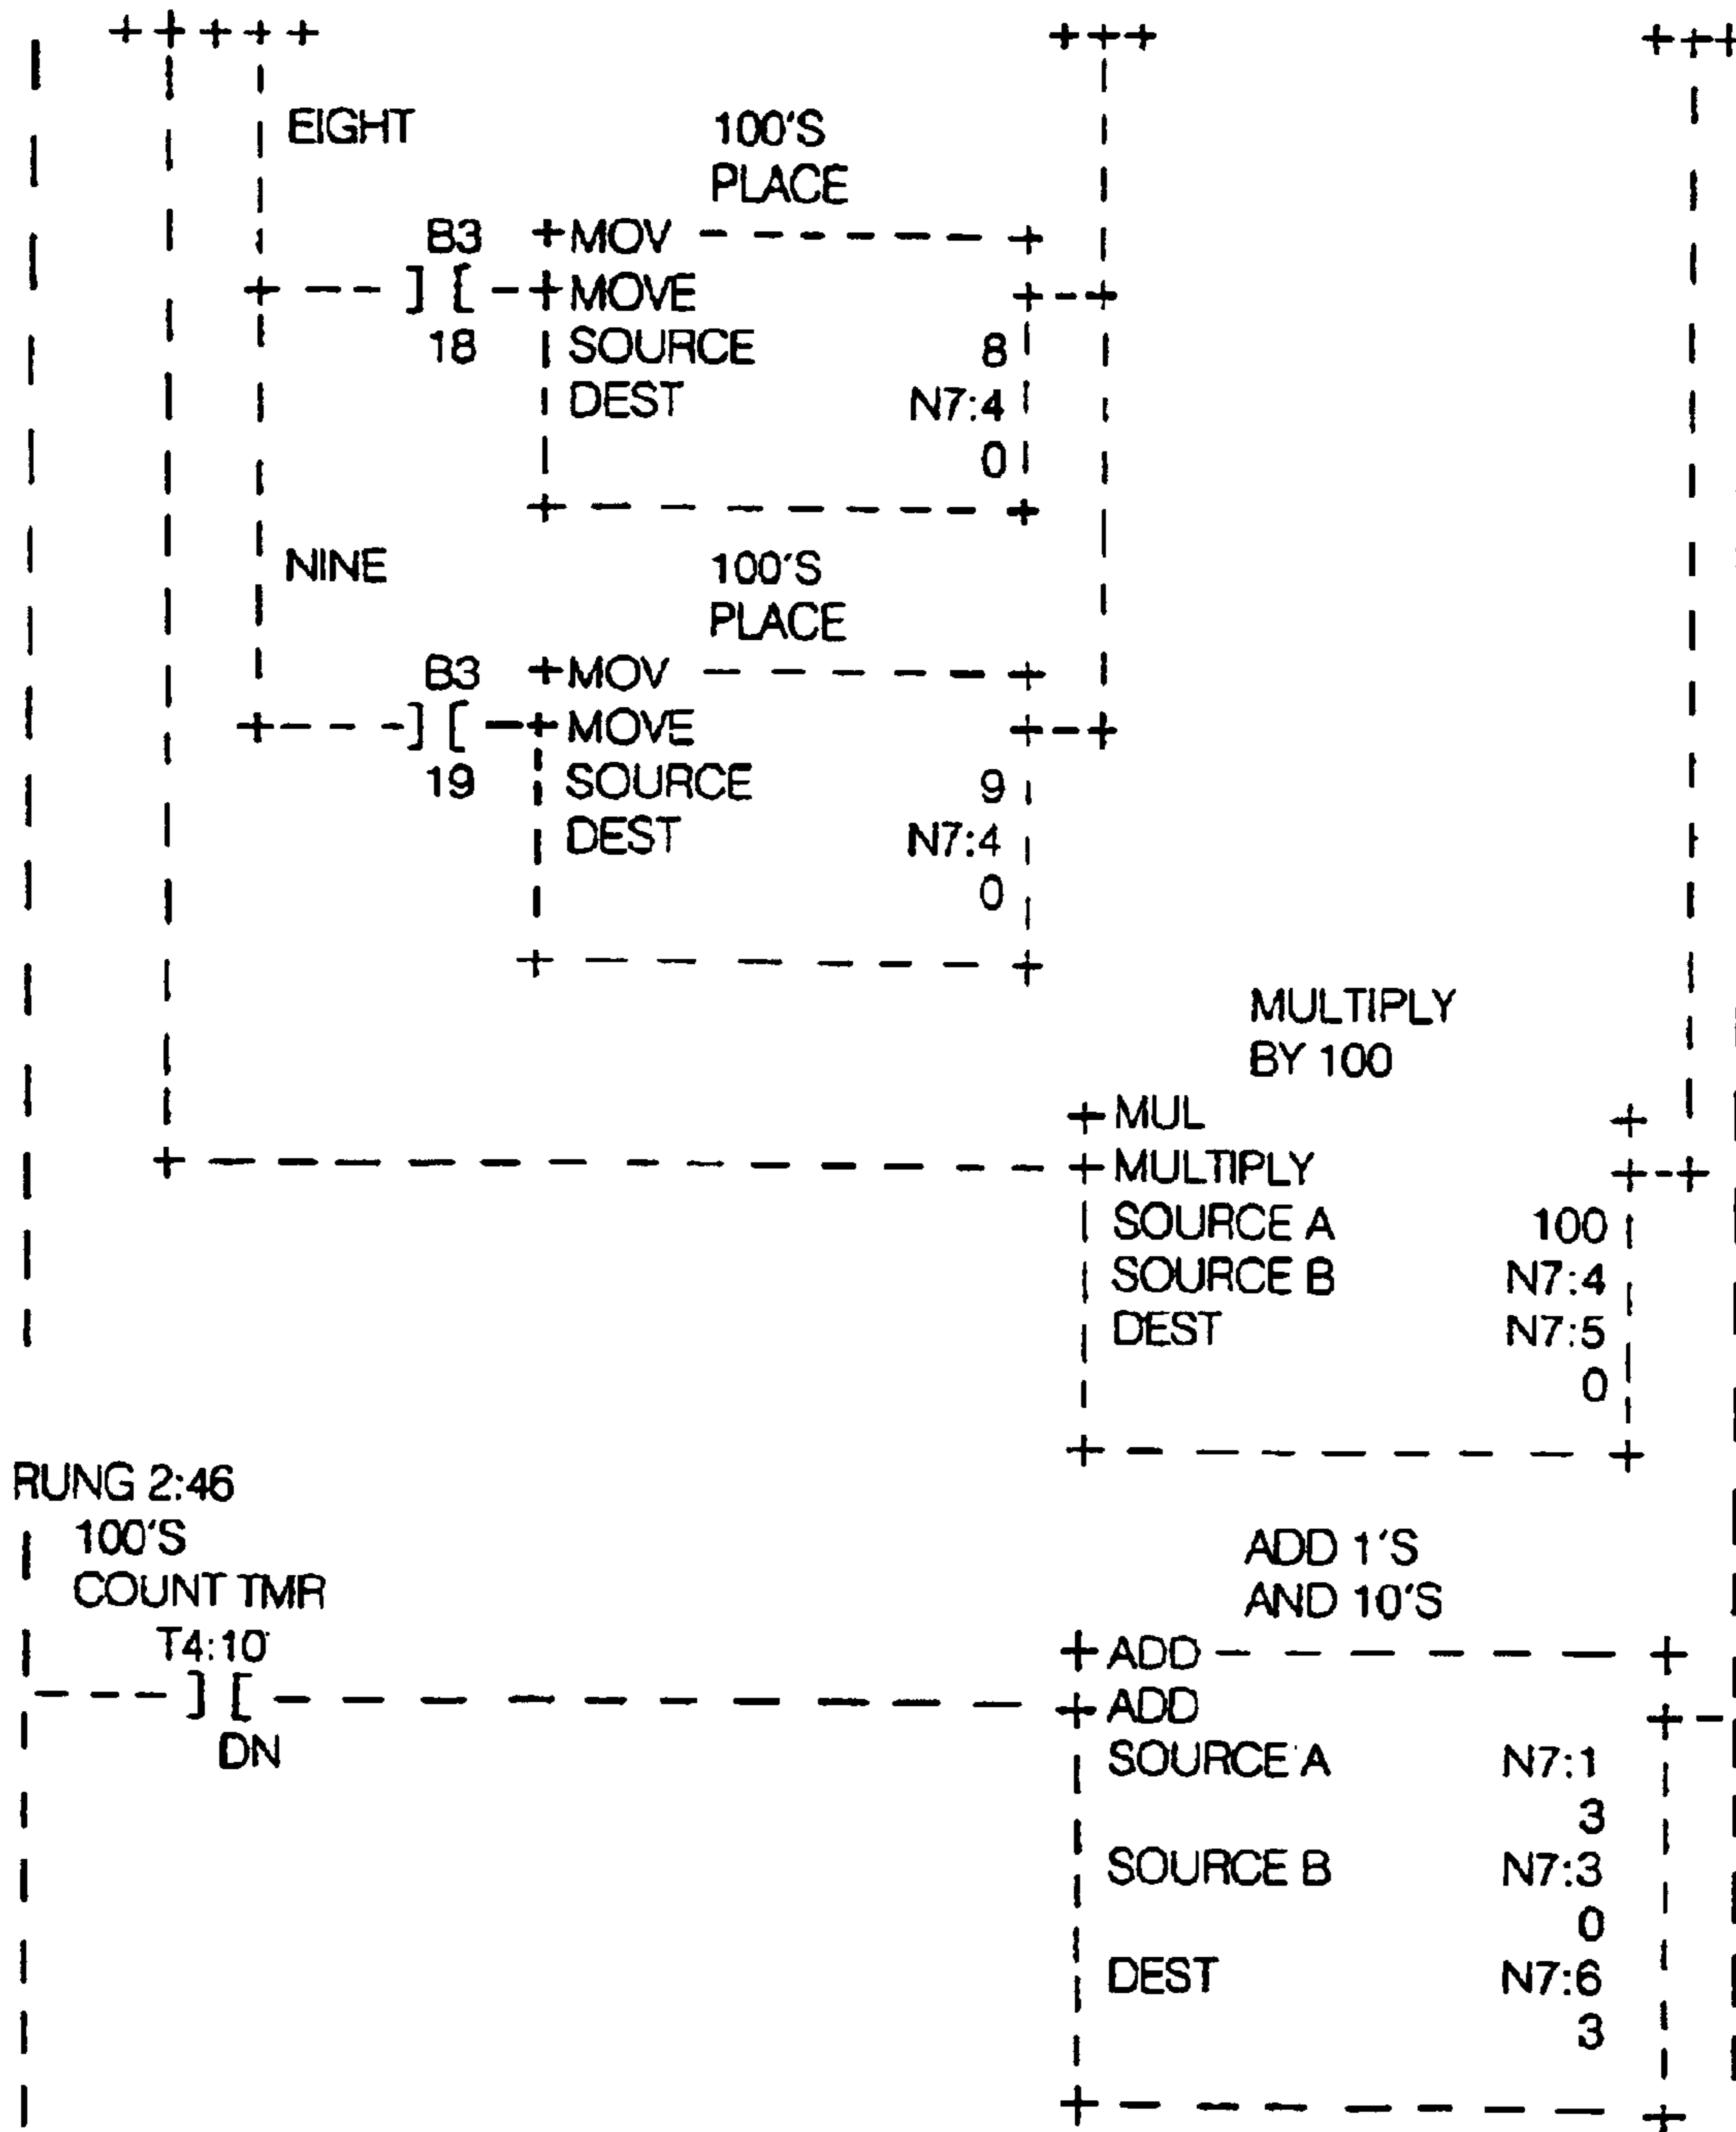 EIGHT
100'S
PLACE
B3
MOV
] [
MOVE
18
SOURCE 8
DEST N7:4
0
NINE
100'S
PLACE
B3
MOV
] [
MOVE
19
SOURCE 9
DEST N7:4
0
MULTIPLY
BY 100
MUL
MULTIPLY
SOURCE A 100
SOURCE B N7:4
DEST N7:5
0
RUNG 2:46
100'S
COUNT TMR
T4:10
] [
DN
ADD 1'S
AND 10'S
ADD
ADD
SOURCE A N7:1
3
SOURCE B N7:3
0
DEST N7:6
3